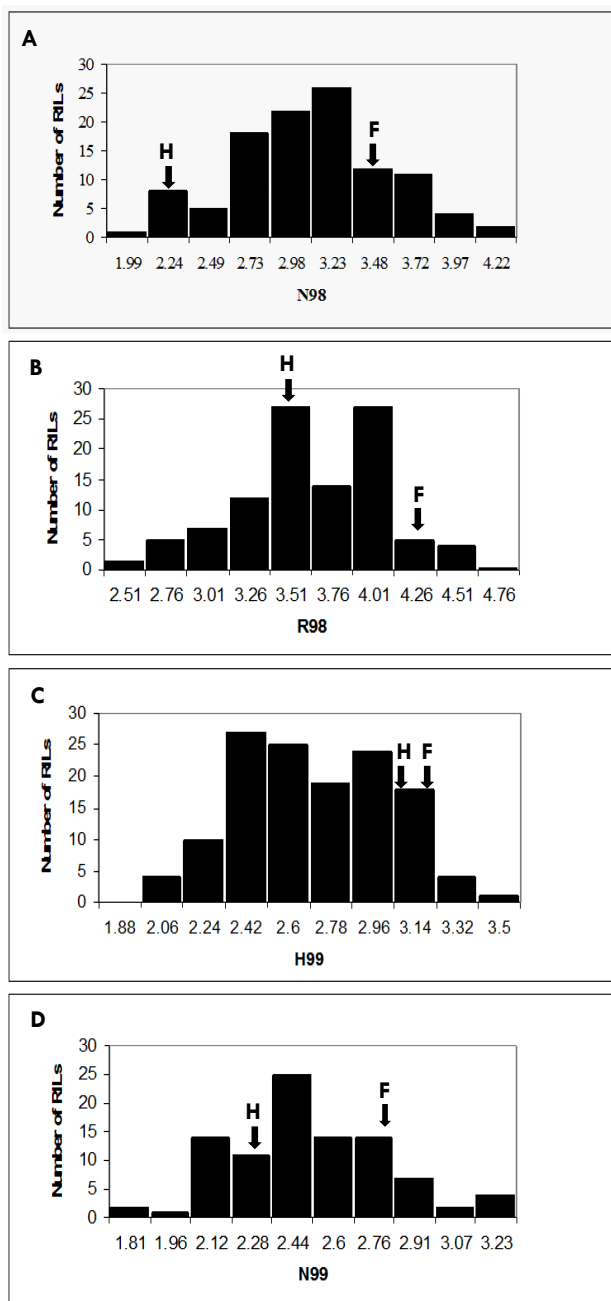 A
Number of RILs
30
25
20
15
10
5
0
H
F
1.99 2.24 2.49 2.73 2.98 3.23 3.48 3.72 3.97 4.22
N98
B
Number of RILs
30
25
20
15
10
5
0
H
F
2.51 2.76 3.01 3.26 3.51 3.76 4.01 4.26 4.51 4.76
R98
C
Number of RILs
30
25
20
15
10
5
0
H F
1.88 2.06 2.24 2.42 2.6 2.78 2.96 3.14 3.32 3.5
H99
D
Number of RILs
30
25
20
15
10
5
0
H
F
1.81 1.96 2.12 2.28 2.44 2.6 2.76 2.91 3.07 3.23
N99